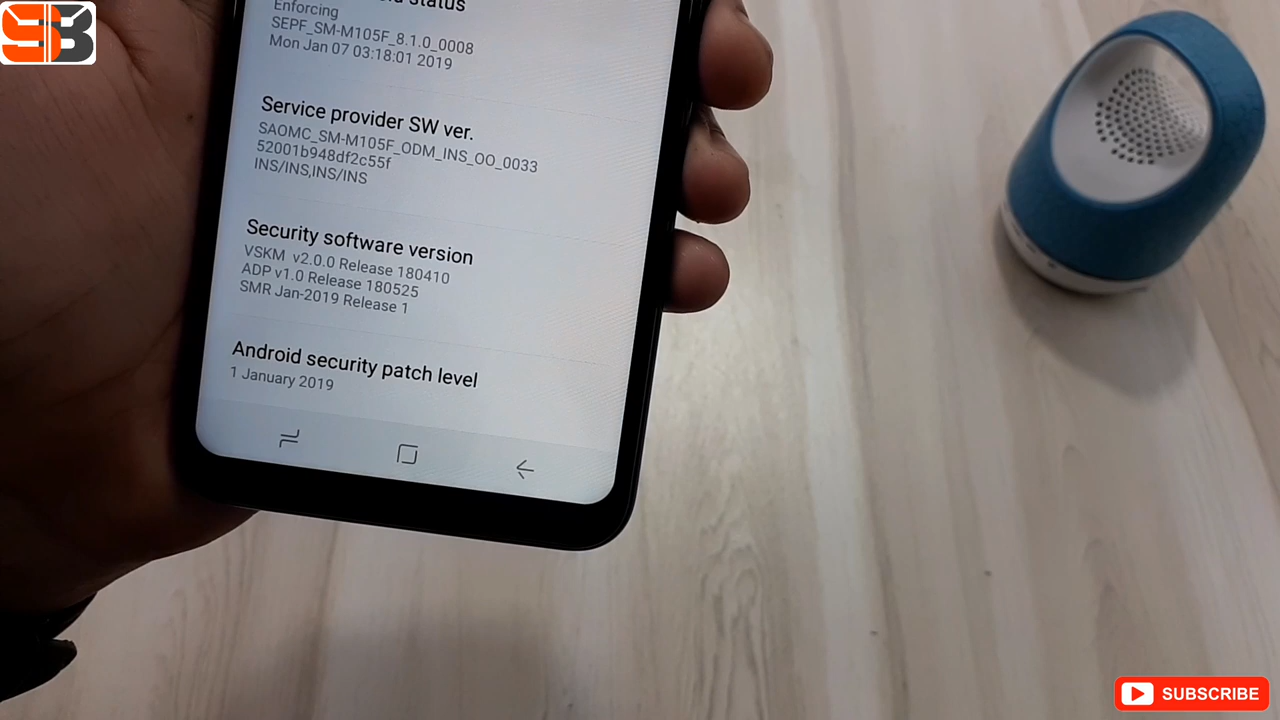 SB
status
Enforcing
SEPF_SM-M105F_8.1.0_0008
Mon Jan 07 03:18:01 2019
Service provider SW ver.
SAOMC_SM-M105F_ODM_INS_OO_0033
52001b948df2c55f
INS/INS,INS/INS
Security software version
VSKM v2.0.0 Release 180410
ADP v1.0 Release 180525
SMR Jan-2019 Release 1
Android security patch level
1 January 2019
SUBSCRIBE